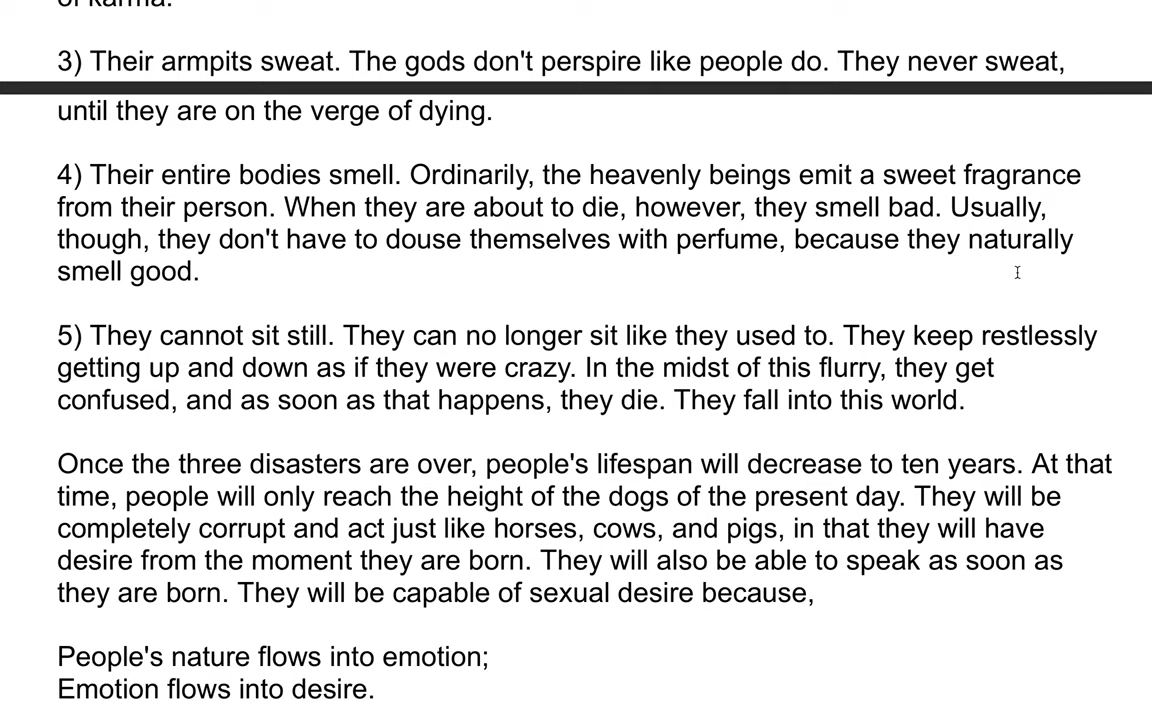 of karma.
3) Their armpits sweat. The gods don't perspire like people do. They never sweat,
until they are on the verge of dying.
4) Their entire bodies smell. Ordinarily, the heavenly beings emit a sweet fragrance
from their person. When they are about to die, however, they smell bad. Usually,
though, they don't have to douse themselves with perfume, because they naturally
smell good.
5) They cannot sit still. They can no longer sit like they used to. They keep restlessly
getting up and down as if they were crazy. In the midst of this flurry, they get
confused, and as soon as that happens, they die. They fall into this world.
Once the three disasters are over, people's lifespan will decrease to ten years. At that
time, people will only reach the height of the dogs of the present day. They will be
completely corrupt and act just like horses, cows, and pigs, in that they will have
desire from the moment they are born. They will also be able to speak as soon as
they are born. They will be capable of sexual desire because,
People's nature flows into emotion;
Emotion flows into desire.